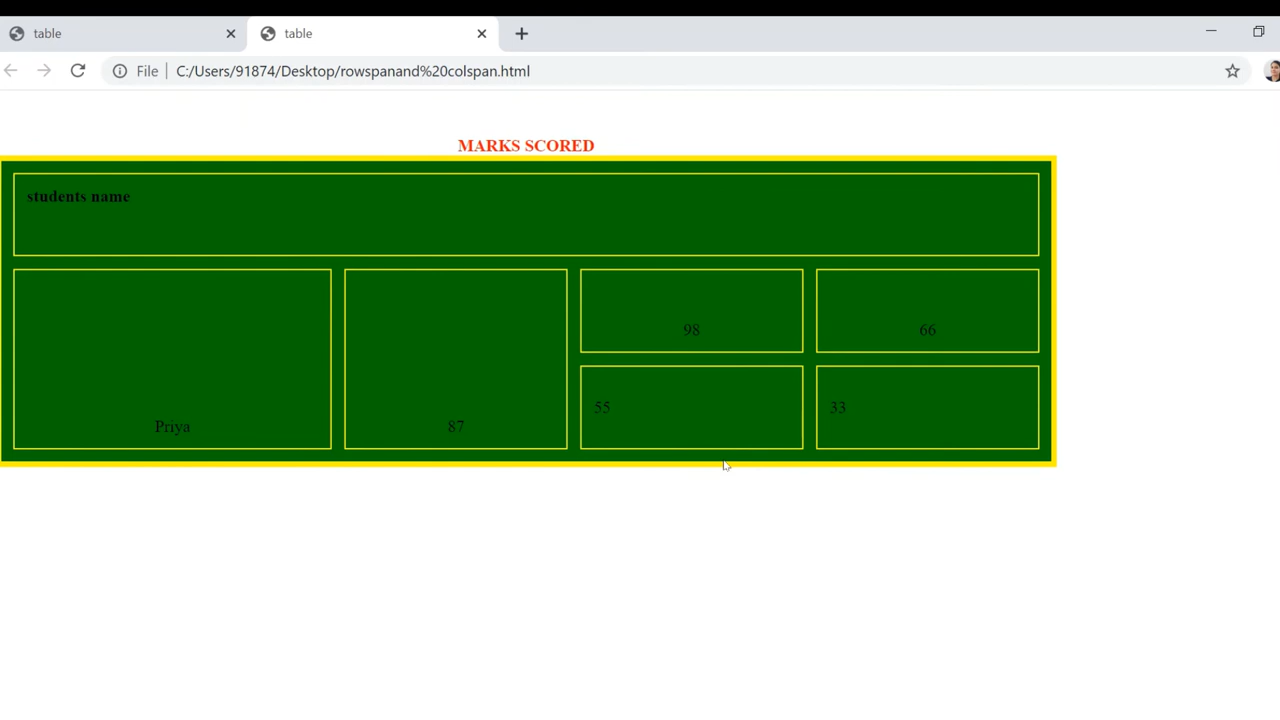 table
table
File C:/Users/91874/Desktop/rowspanand%20colspan.html
MARKS SCORED
students name
98 66
55 33
Priya 87